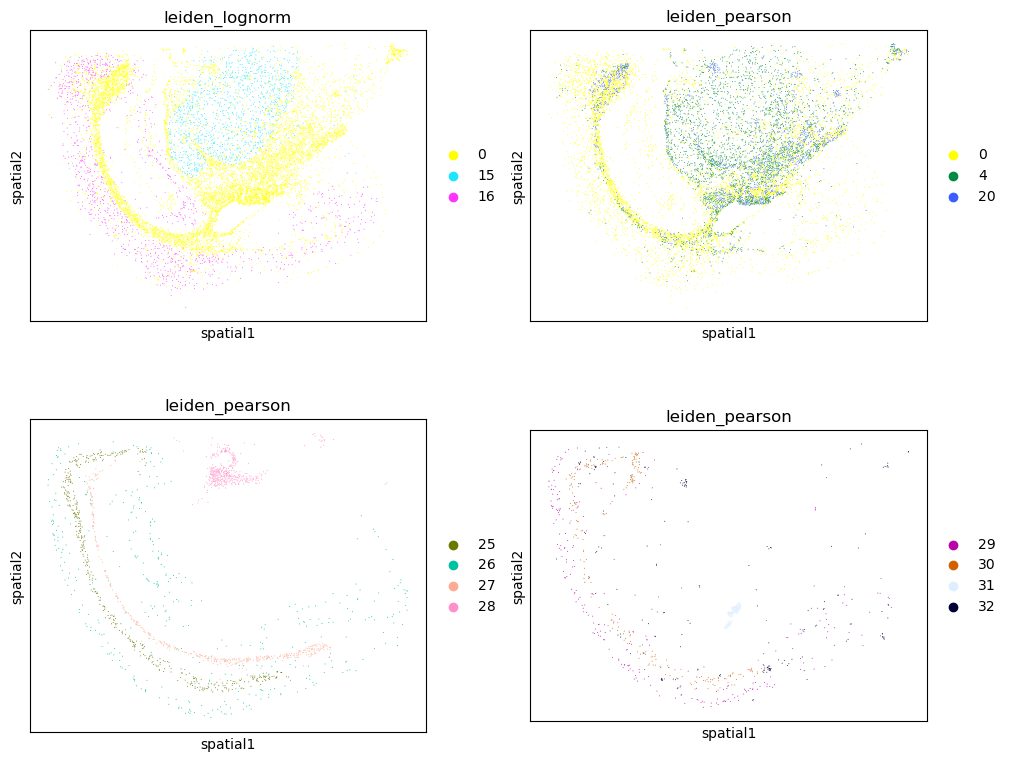 leiden_lognorm
spatial2
spatial1
0
15
16
leiden_pearson
spatial2
spatial1
0
4
20
leiden_pearson
spatial2
spatial1
25
26
27
28
leiden_pearson
spatial2
spatial1
29
30
31
32